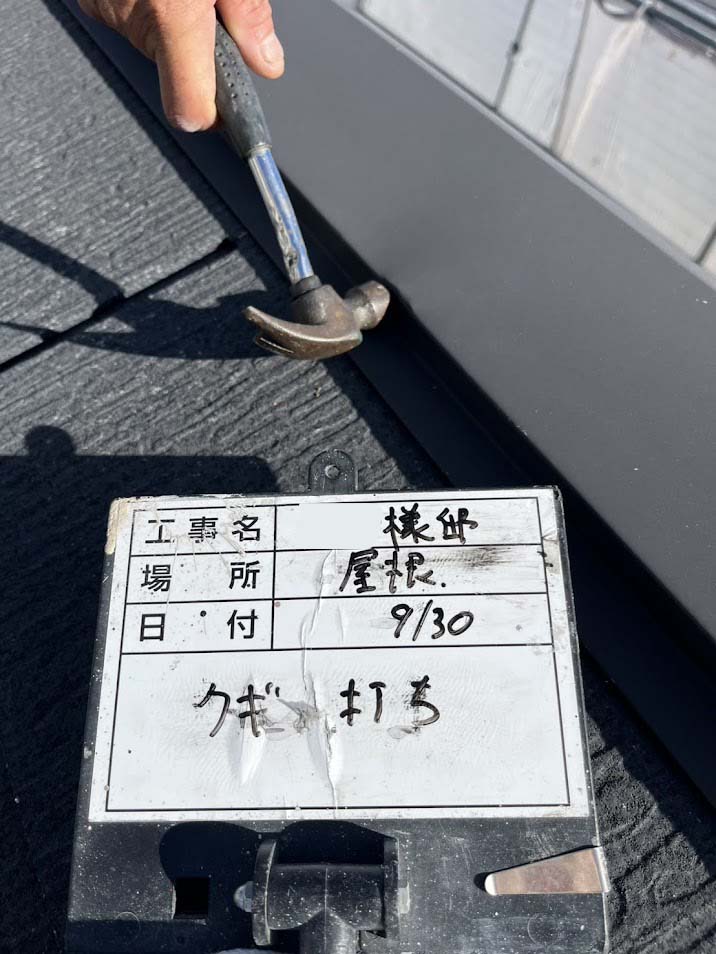 工事名 様邸
場所 屋根.
日・付 9/30
クギ打ち